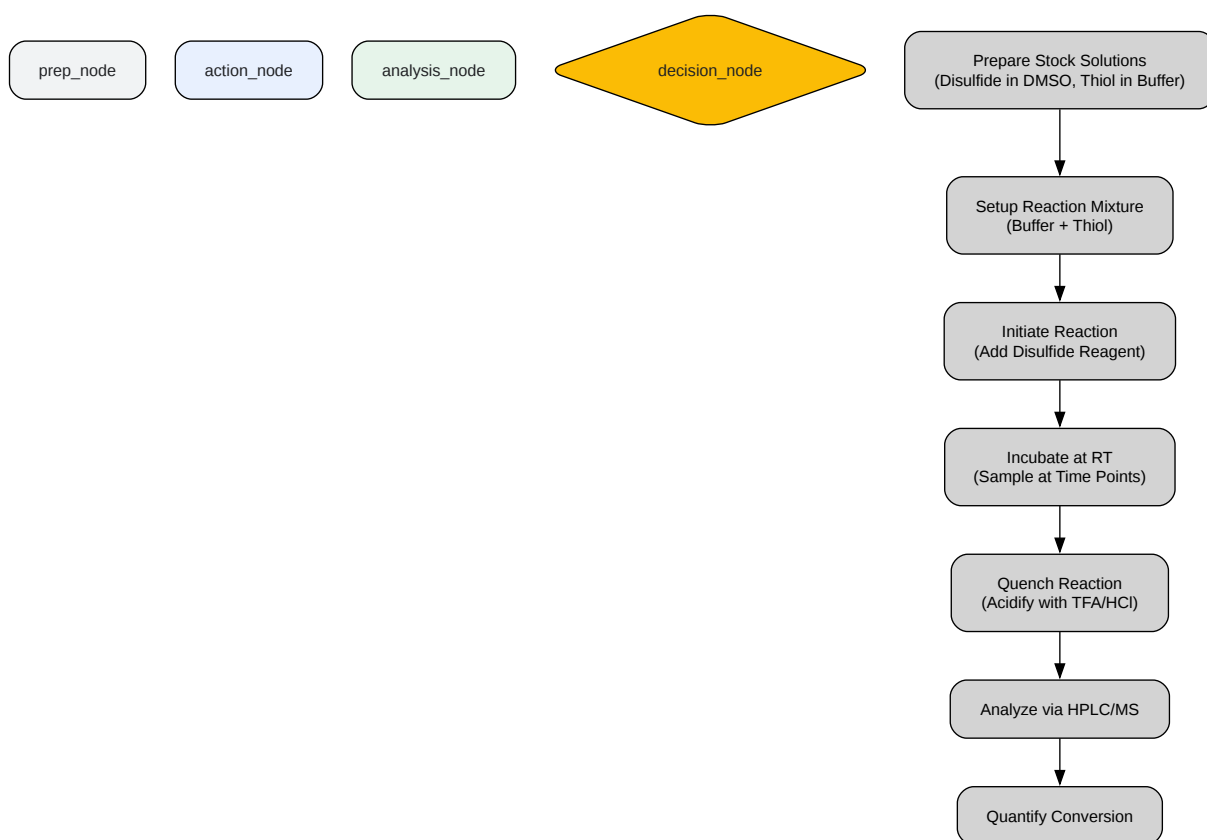 prep_node
action_node
analysis_node
decision_node
Prepare Stock Solutions
(Disulfide in DMSO, Thiol in Buffer)
Setup Reaction Mixture
(Buffer + Thiol)
Initiate Reaction
(Add Disulfide Reagent)
Incubate at RT
(Sample at Time Points)
Quench Reaction
(Acidify with TFA/HCl)
Analyze via HPLC/MS
Quantify Conversion